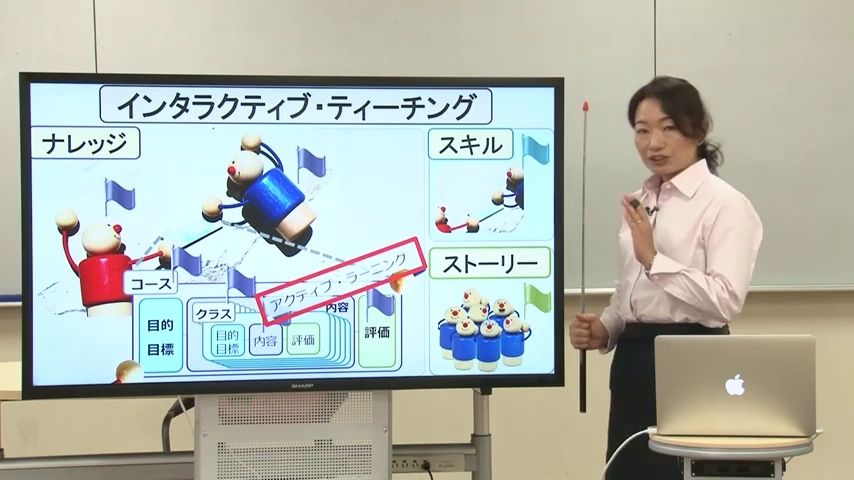 インタラクティブ・ティーチング
ナレッジ
スキル
ストーリー
コース
目的
目標
クラス
目的
目標
内容
評価
内容
アクティブ・ラーニング
評価
SHARP